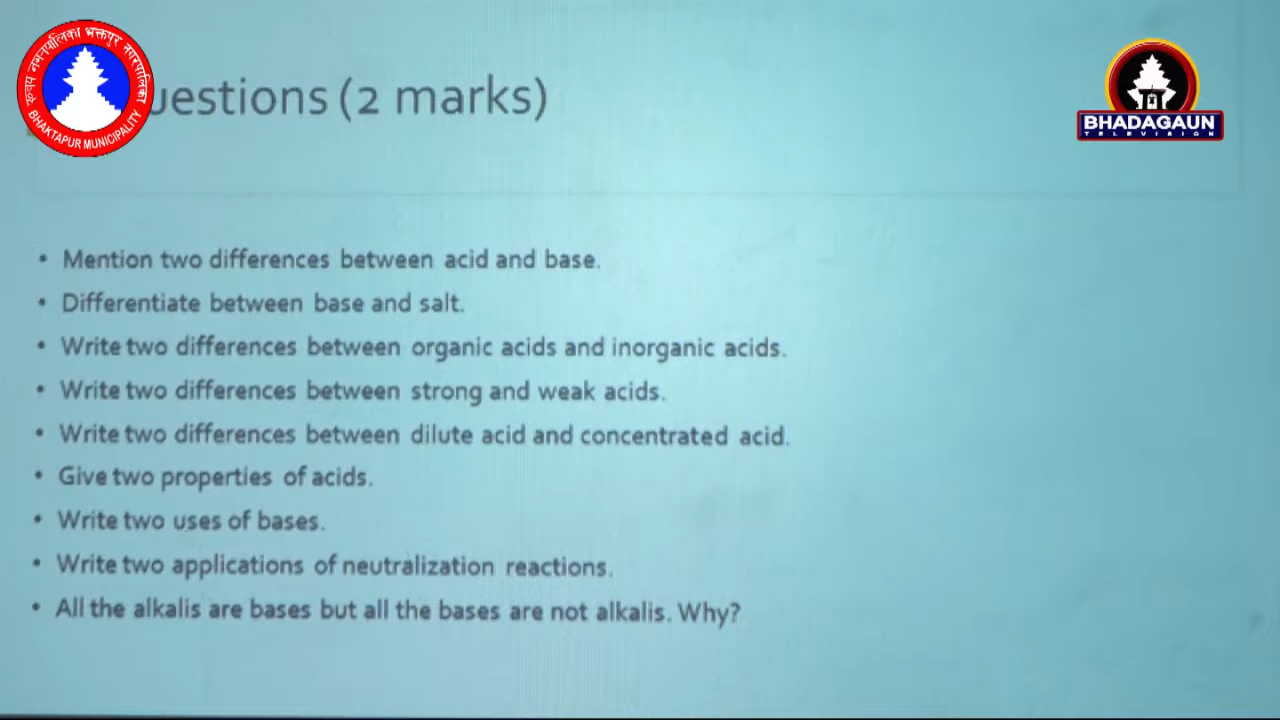 BHAKTAPUR MUNICIPALITY
uestions (2 marks)
BHADAGAUN
TELEVISION
• Mention two differences between acid and base.
• Differentiate between base and salt.
• Write two differences between organic acids and inorganic acids.
• Write two differences between strong and weak acids.
• Write two differences between dilute acid and concentrated acid.
• Give two properties of acids.
• Write two uses of bases.
• Write two applications of neutralization reactions.
• All the alkalis are bases but all the bases are not alkalis. Why?